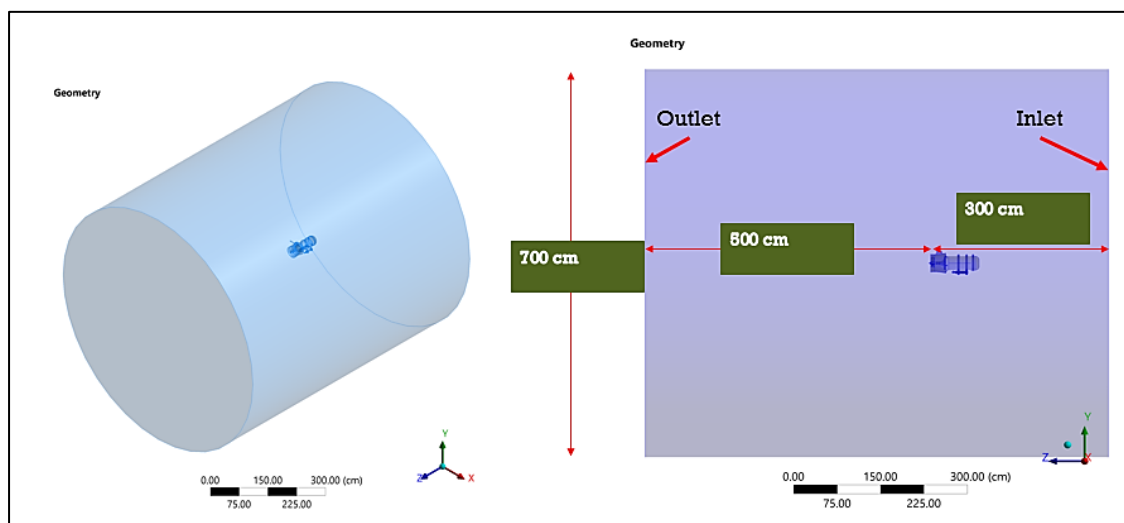 Geometry
0.00 150.00 300.00 (cm)
75.00 225.00
Y
Z X
Geometry
Outlet
Inlet
300 cm
500 cm
700 cm
0.00 150.00 300.00 (cm)
75.00 225.00
Y
Z X